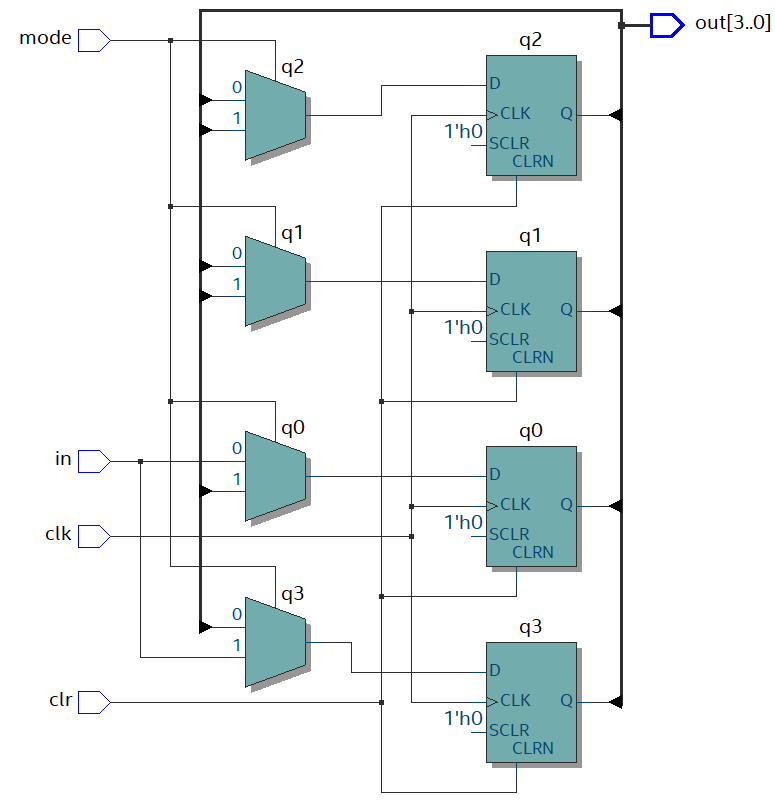 mode
out[3..0]
q2
0
1
q2
D
CLK
Q
1'h0
SCLR
CLRN
q1
0
1
q1
D
CLK
Q
1'h0
SCLR
CLRN
in
q0
0
1
q0
D
CLK
Q
1'h0
SCLR
CLRN
clk
q3
0
1
q3
D
CLK
Q
1'h0
SCLR
CLRN
clr